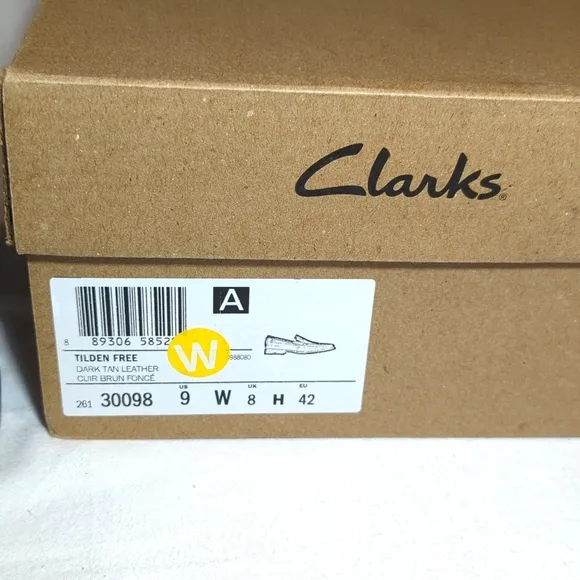 Clarks
A
8 89306 5852
W
TILDEN FREE
988080
DARK TAN LEATHER
CUIR BRUN FONCÉ
US UK EU
261 30098 9 W 8 H 42